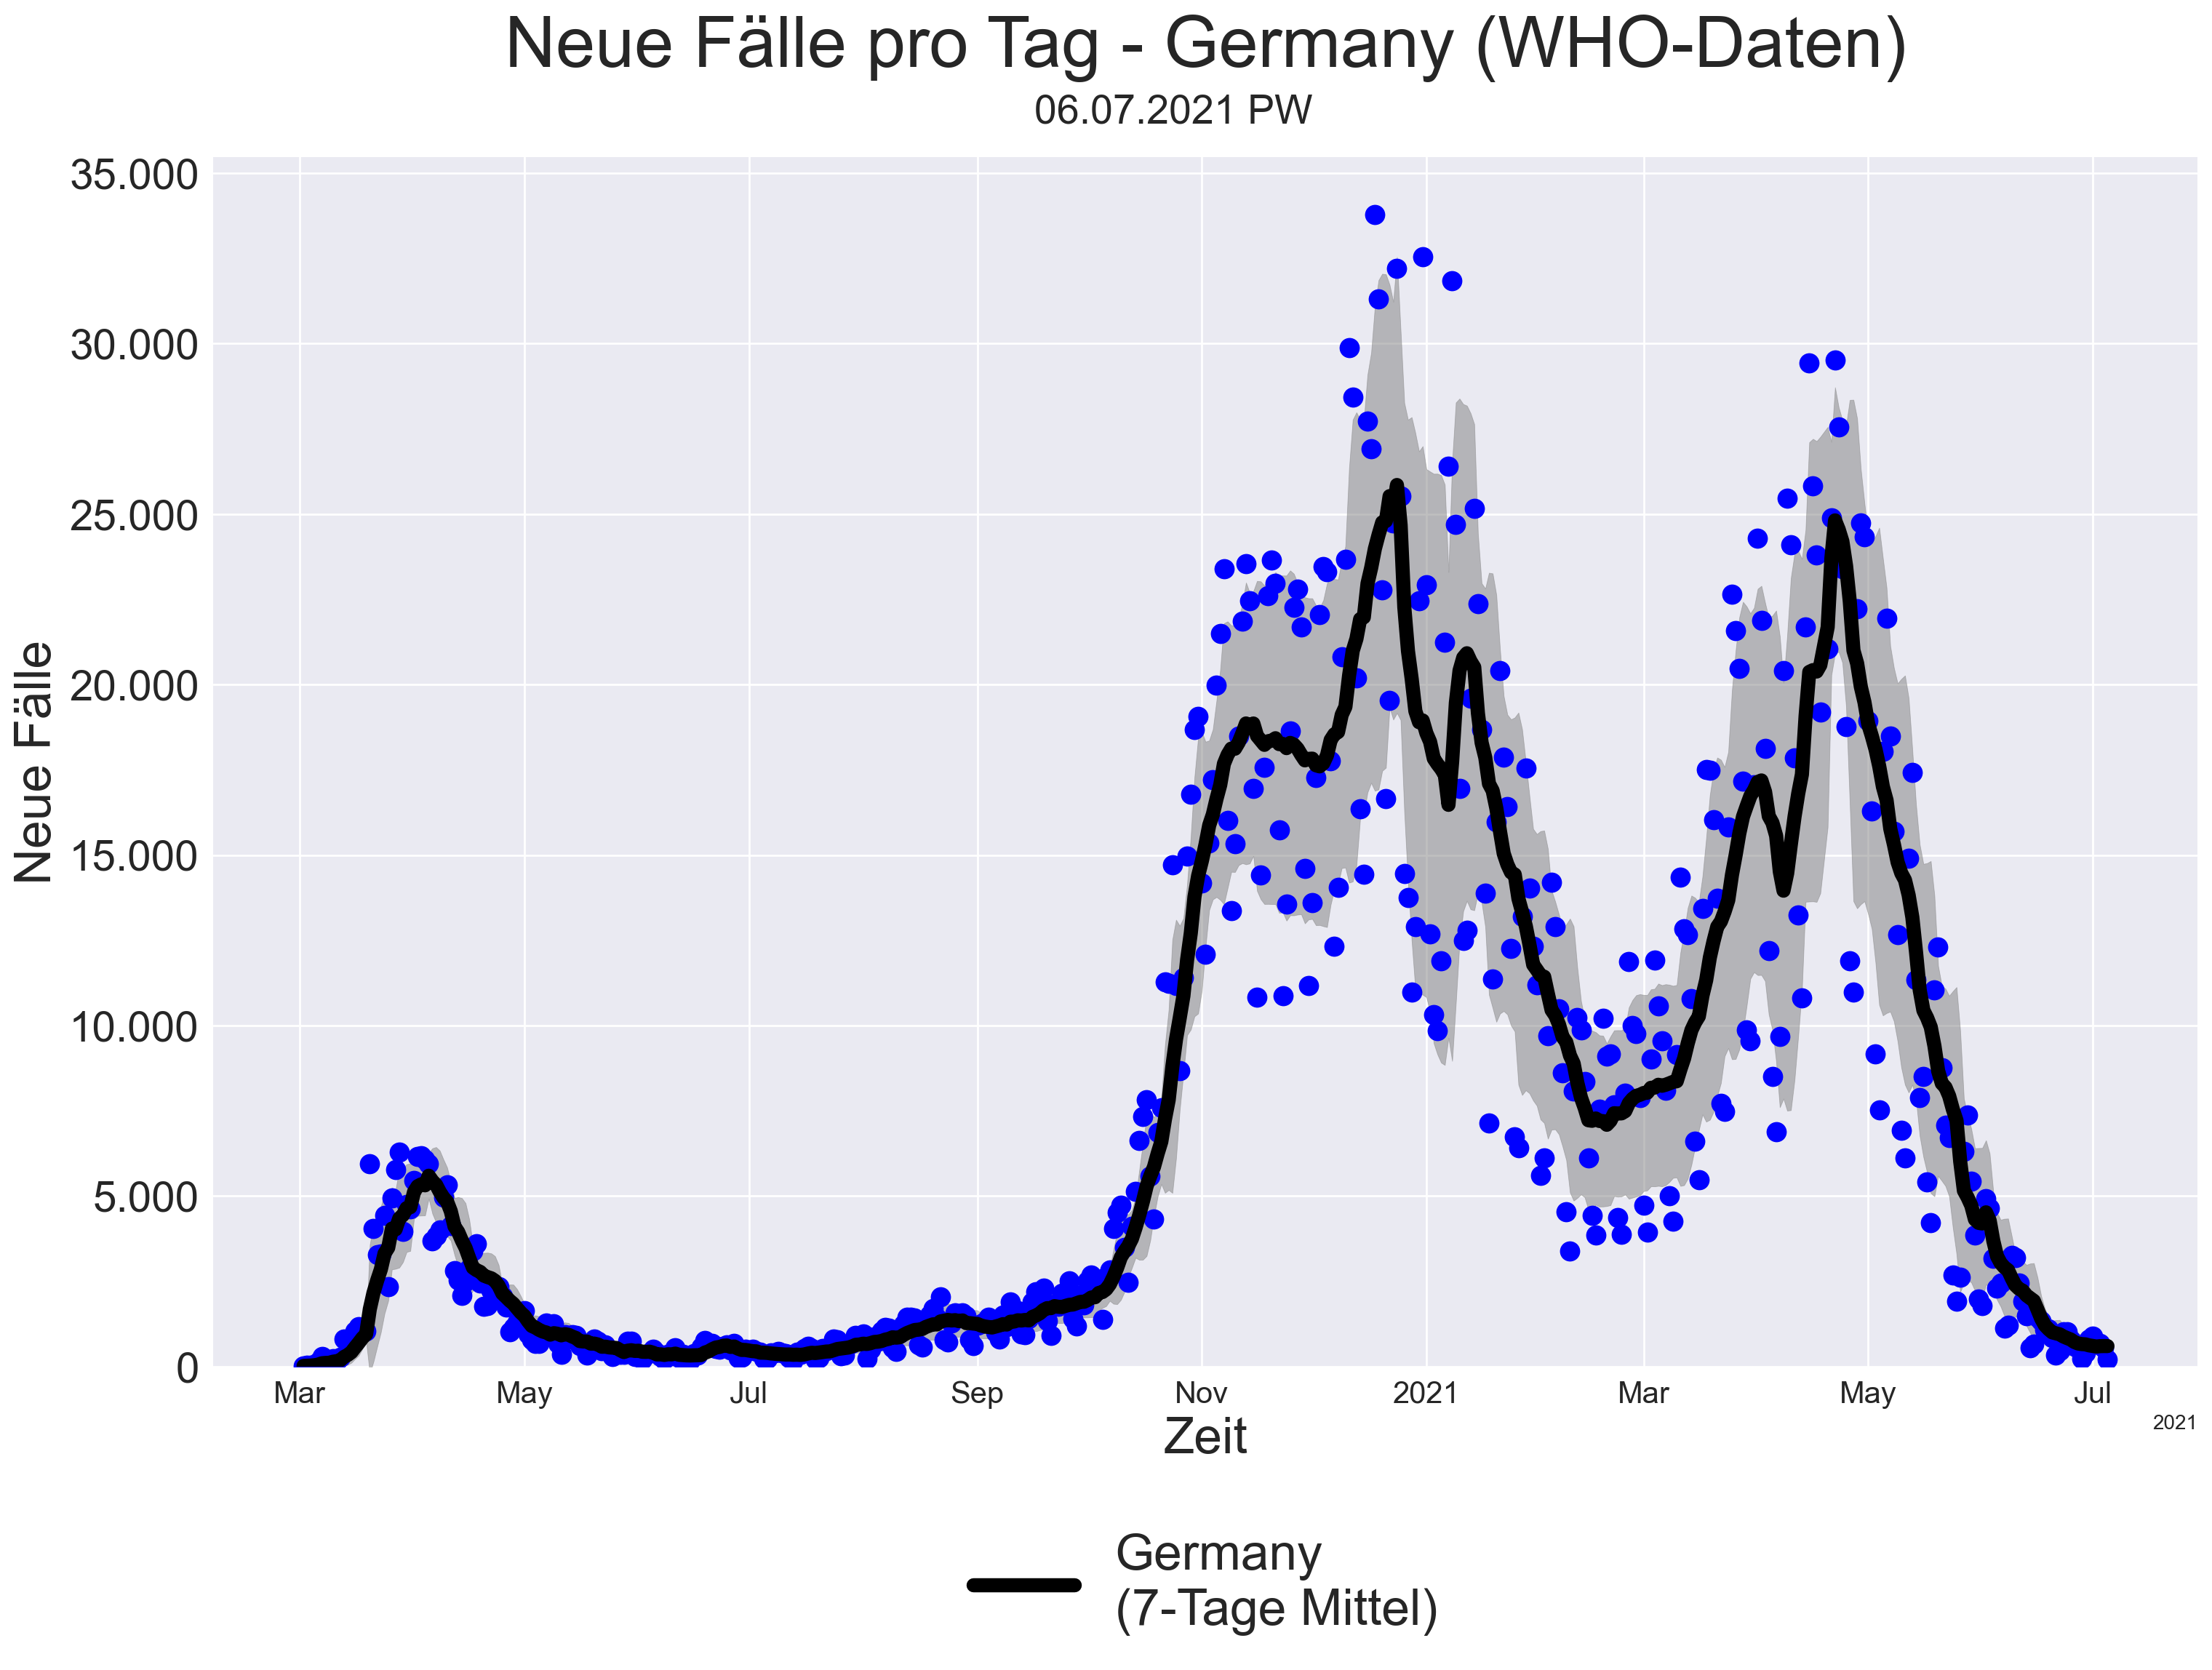 Neue Fälle pro Tag - Germany (WHO-Daten)
06.07.2021 PW
35.000
30.000
25.000
20.000
15.000
10.000
5.000
0
Neue Fälle
Mar May Jul Sep Nov 2021 Mar May Jul
2021
Zeit
Germany
(7-Tage Mittel)